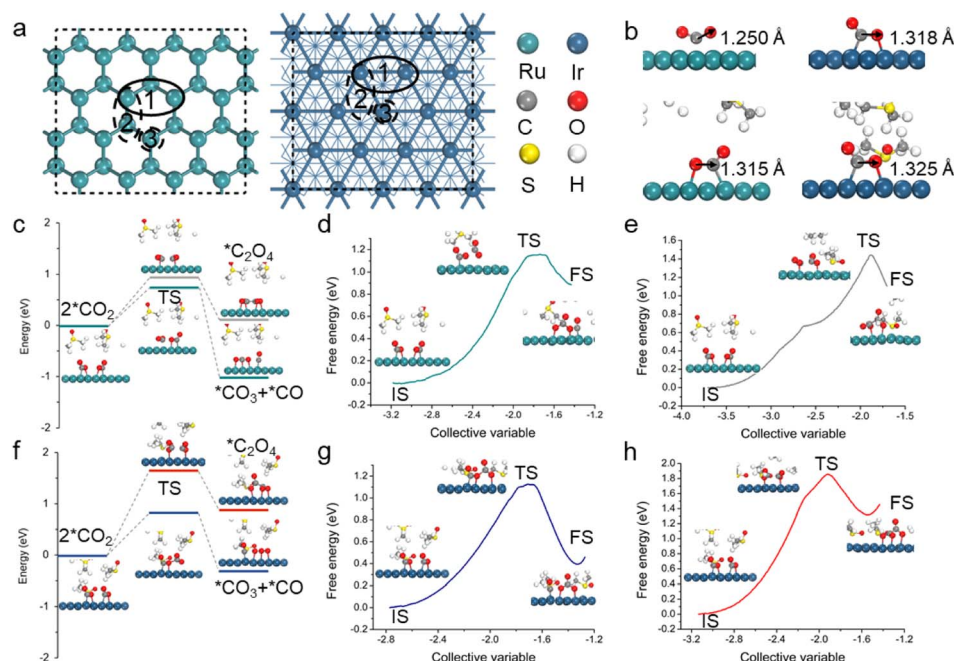 a
1
2
3
1
2
3
Ru Ir
C O
S H
b
1.250 Å
1.318 Å
1.315 Å
1.325 Å
c
Energy (eV)
2
1
0
-1
-2
2*CO₂
TS
*C₂O₄
*CO₃+*CO
d
Free energy (eV)
1.4
1.2
1.0
0.8
0.6
0.4
0.2
0.0
-0.2
IS
TS
FS
-3.2 -2.8 -2.4 -2.0 -1.6 -1.2
Collective variable
e
Free energy (eV)
1.6
1.4
1.2
1.0
0.8
0.6
0.4
0.2
0.0
-0.2
IS
TS
FS
-4.0 -3.5 -3.0 -2.5 -2.0 -1.5
Collective variable
f
Energy (eV)
2
1
0
-1
2*CO₂
TS
*C₂O₄
*CO₃+*CO
g
Free energy (eV)
1.4
1.2
1.0
0.8
0.6
0.4
0.2
0.0
-0.2
IS
TS
FS
-2.8 -2.4 -2.0 -1.6 -1.2
Collective variable
h
Free energy (eV)
2.0
1.8
1.6
1.4
1.2
1.0
0.8
0.6
0.4
0.2
0.0
-0.2
IS
TS
FS
-3.2 -2.8 -2.4 -2.0 -1.6 -1.2
Collective variable